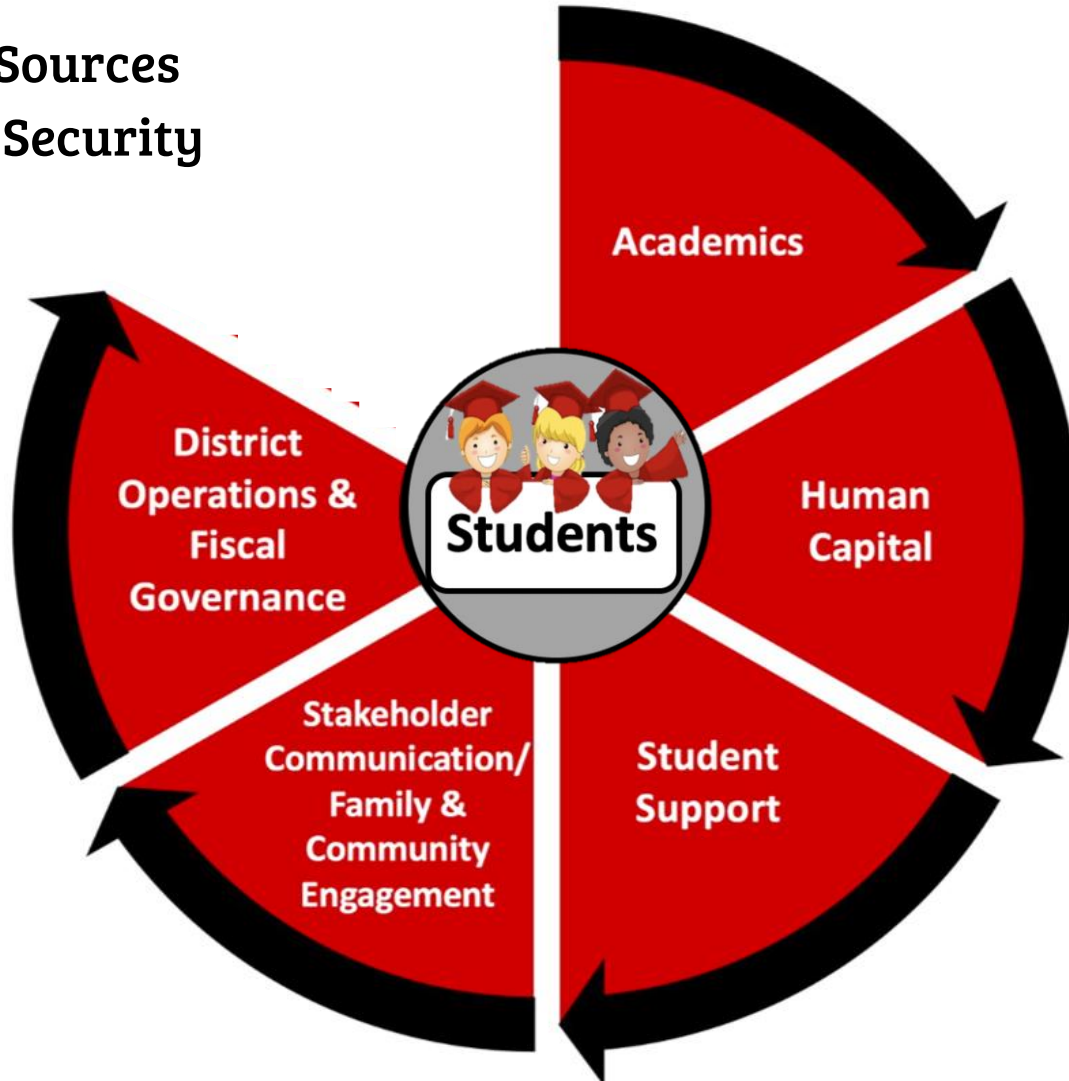 Sources
Security
Academics
Human
Capital
Student
Support
Stakeholder
Communication/
Family &
Community
Engagement
District
Operations &
Fiscal
Governance
Students